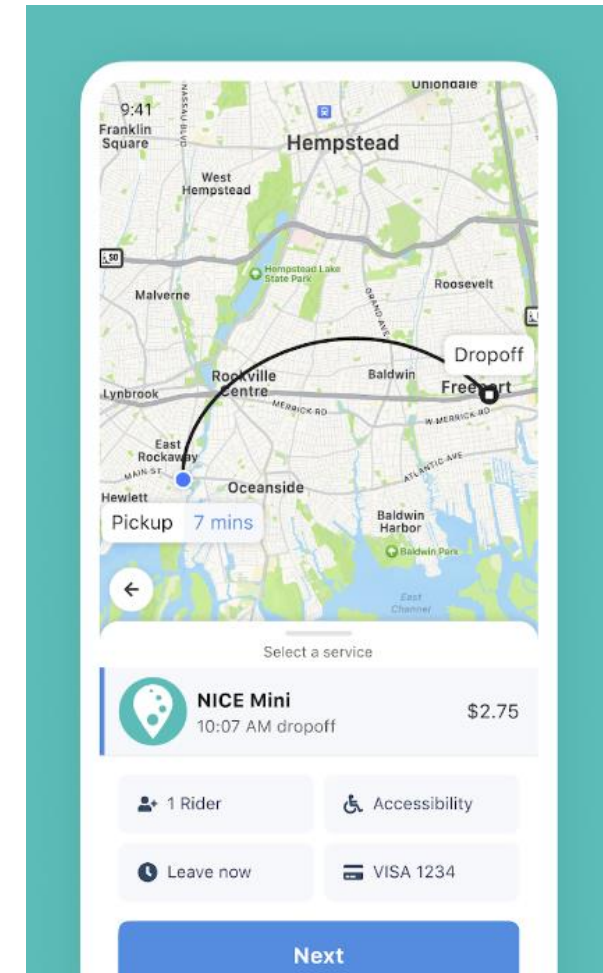 Uniondale
NASSAU BLVD
9:41
Franklin
Square
Hempstead
West
Hempstead
Hempstead Lake
State Park
Malverne
Roosevelt
GRAND AVE
Dropoff
Rockville
Centre
Baldwin
Freeport
Lynbrook
MERRICK RD
W MERRICK RD
East
Rockaway
MAIN ST
ATLANTIC AVE
Hewlett
Oceanside
Pickup 7 mins
Baldwin
Harbor
Baldwin Park
East
Channel
Select a service
NICE Mini
10:07 AM dropoff
$2.75
1 Rider
Accessibility
Leave now
VISA 1234
Next